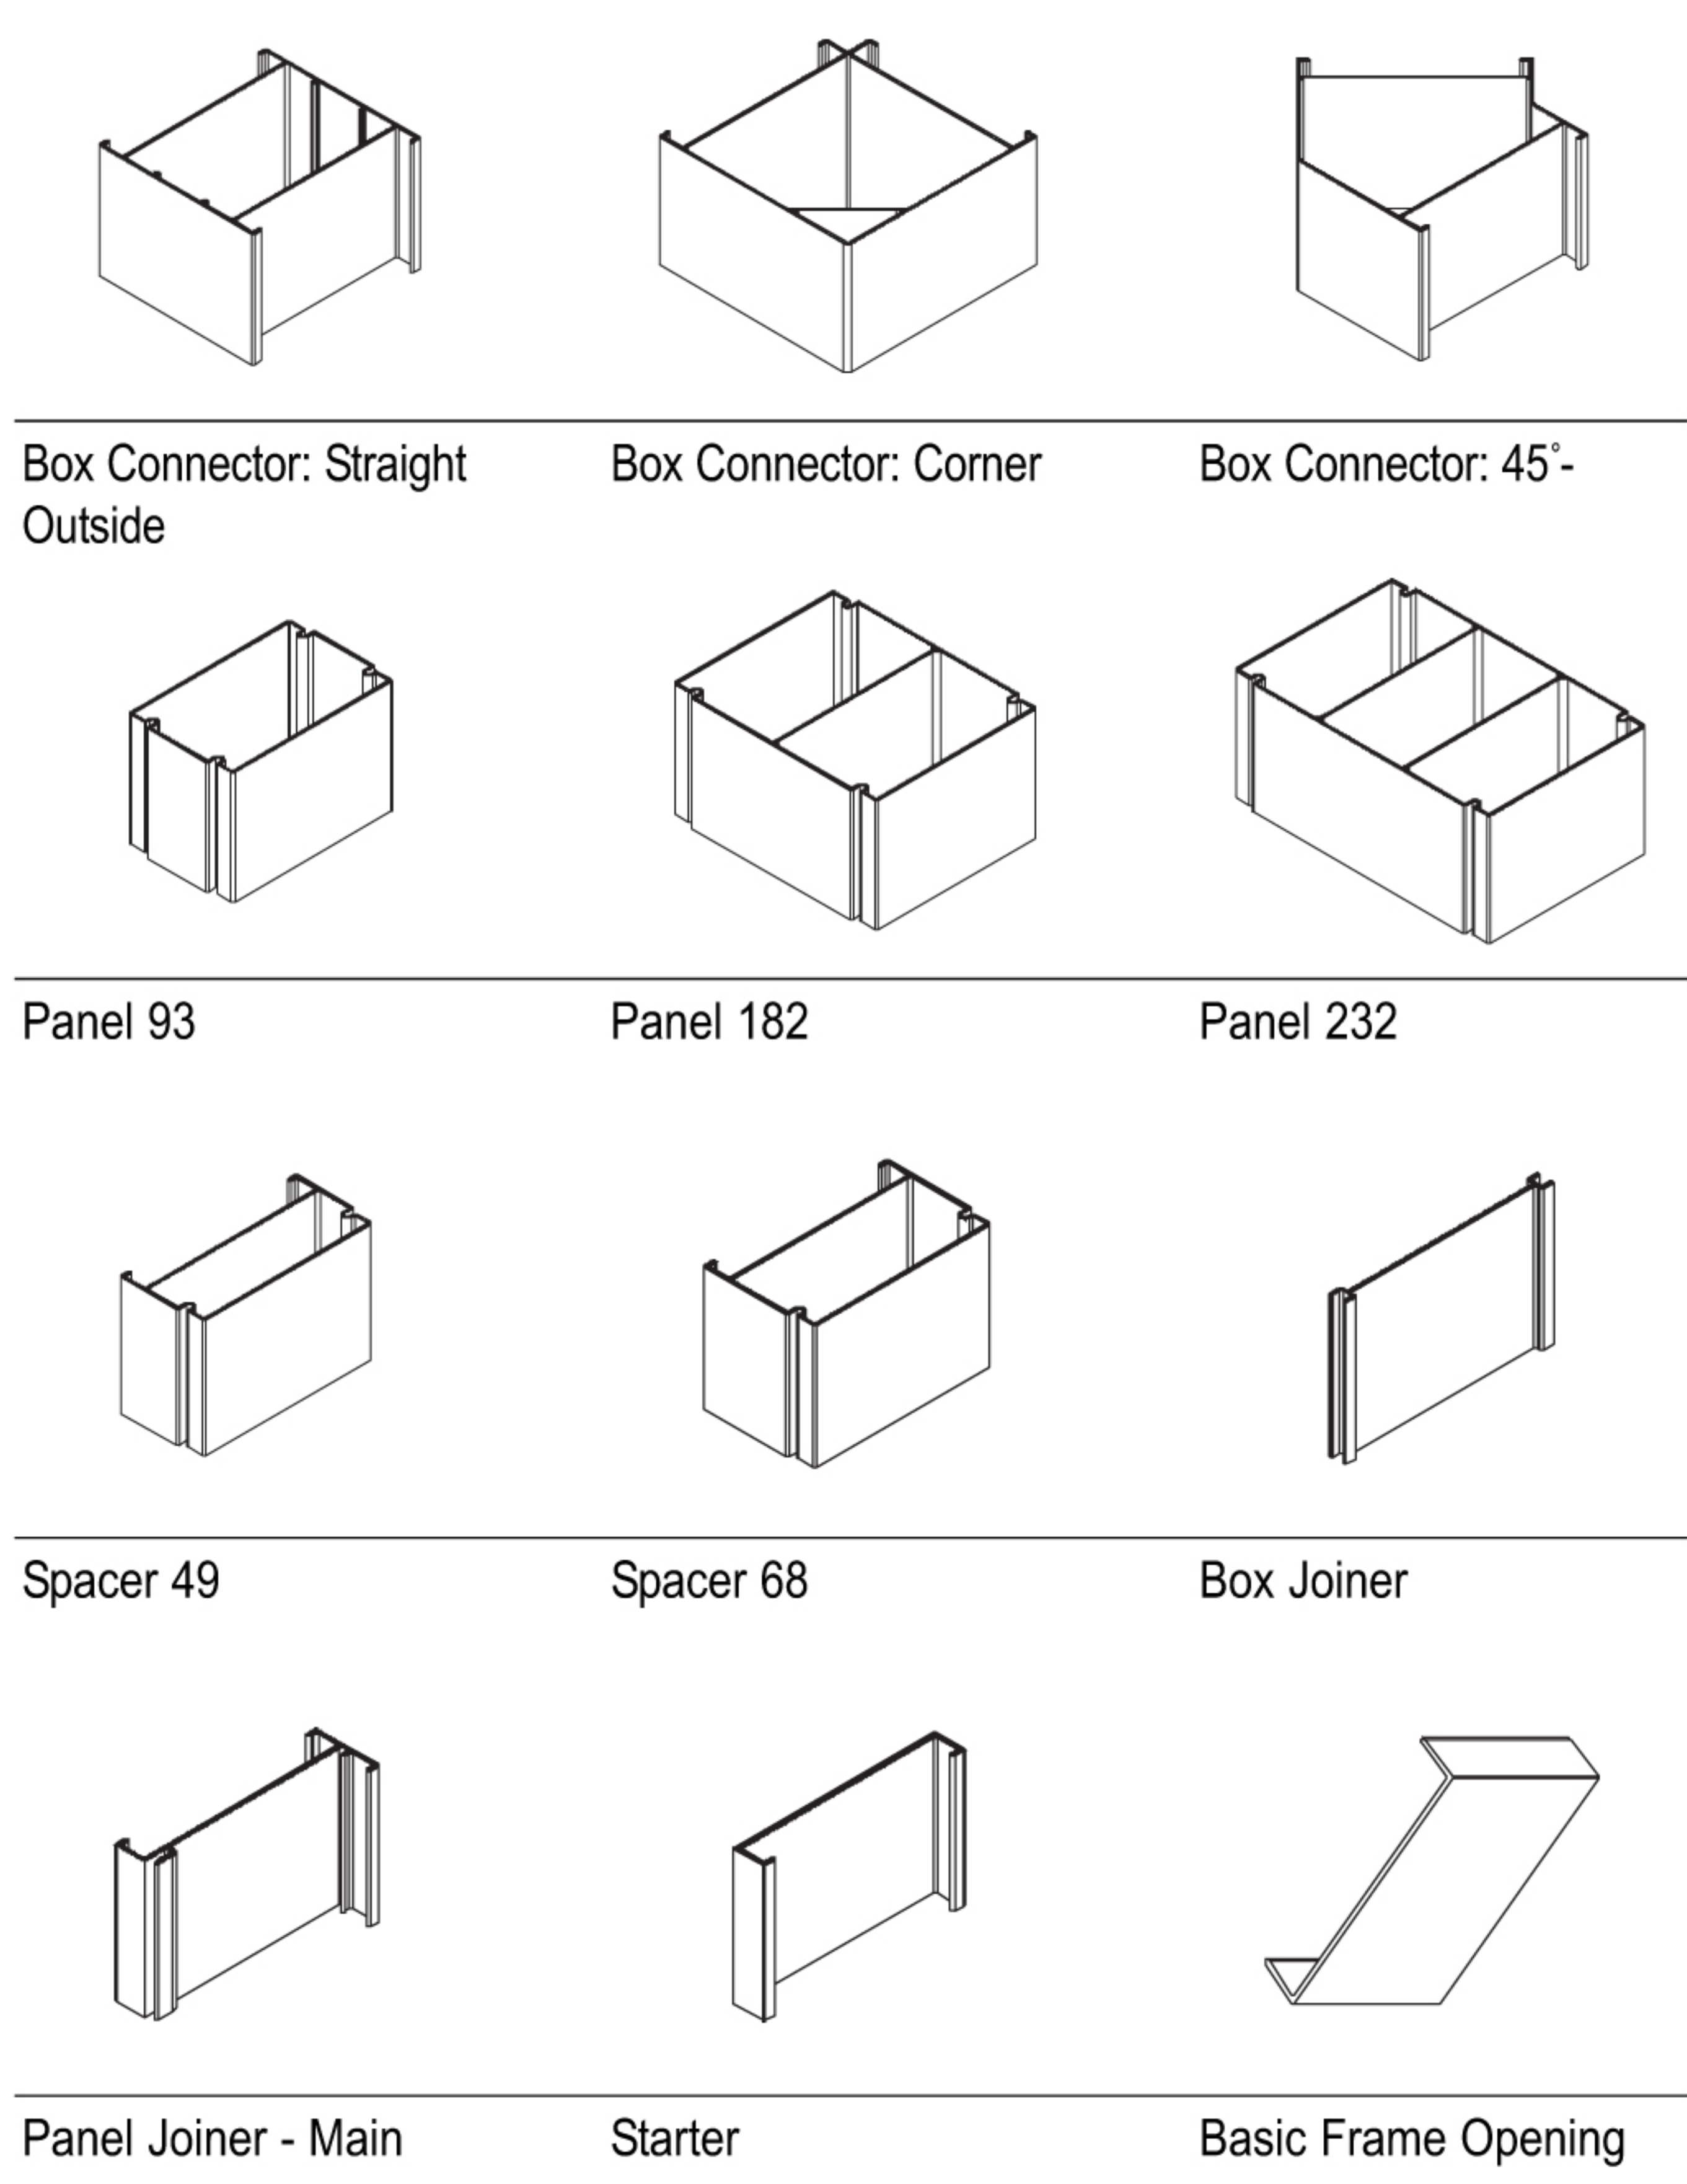 Box Connector: Straight
Outside
Box Connector: Corner
Box Connector: 45°-
Panel 93
Panel 182
Panel 232
Spacer 49
Spacer 68
Box Joiner
Panel Joiner - Main
Starter
Basic Frame Opening